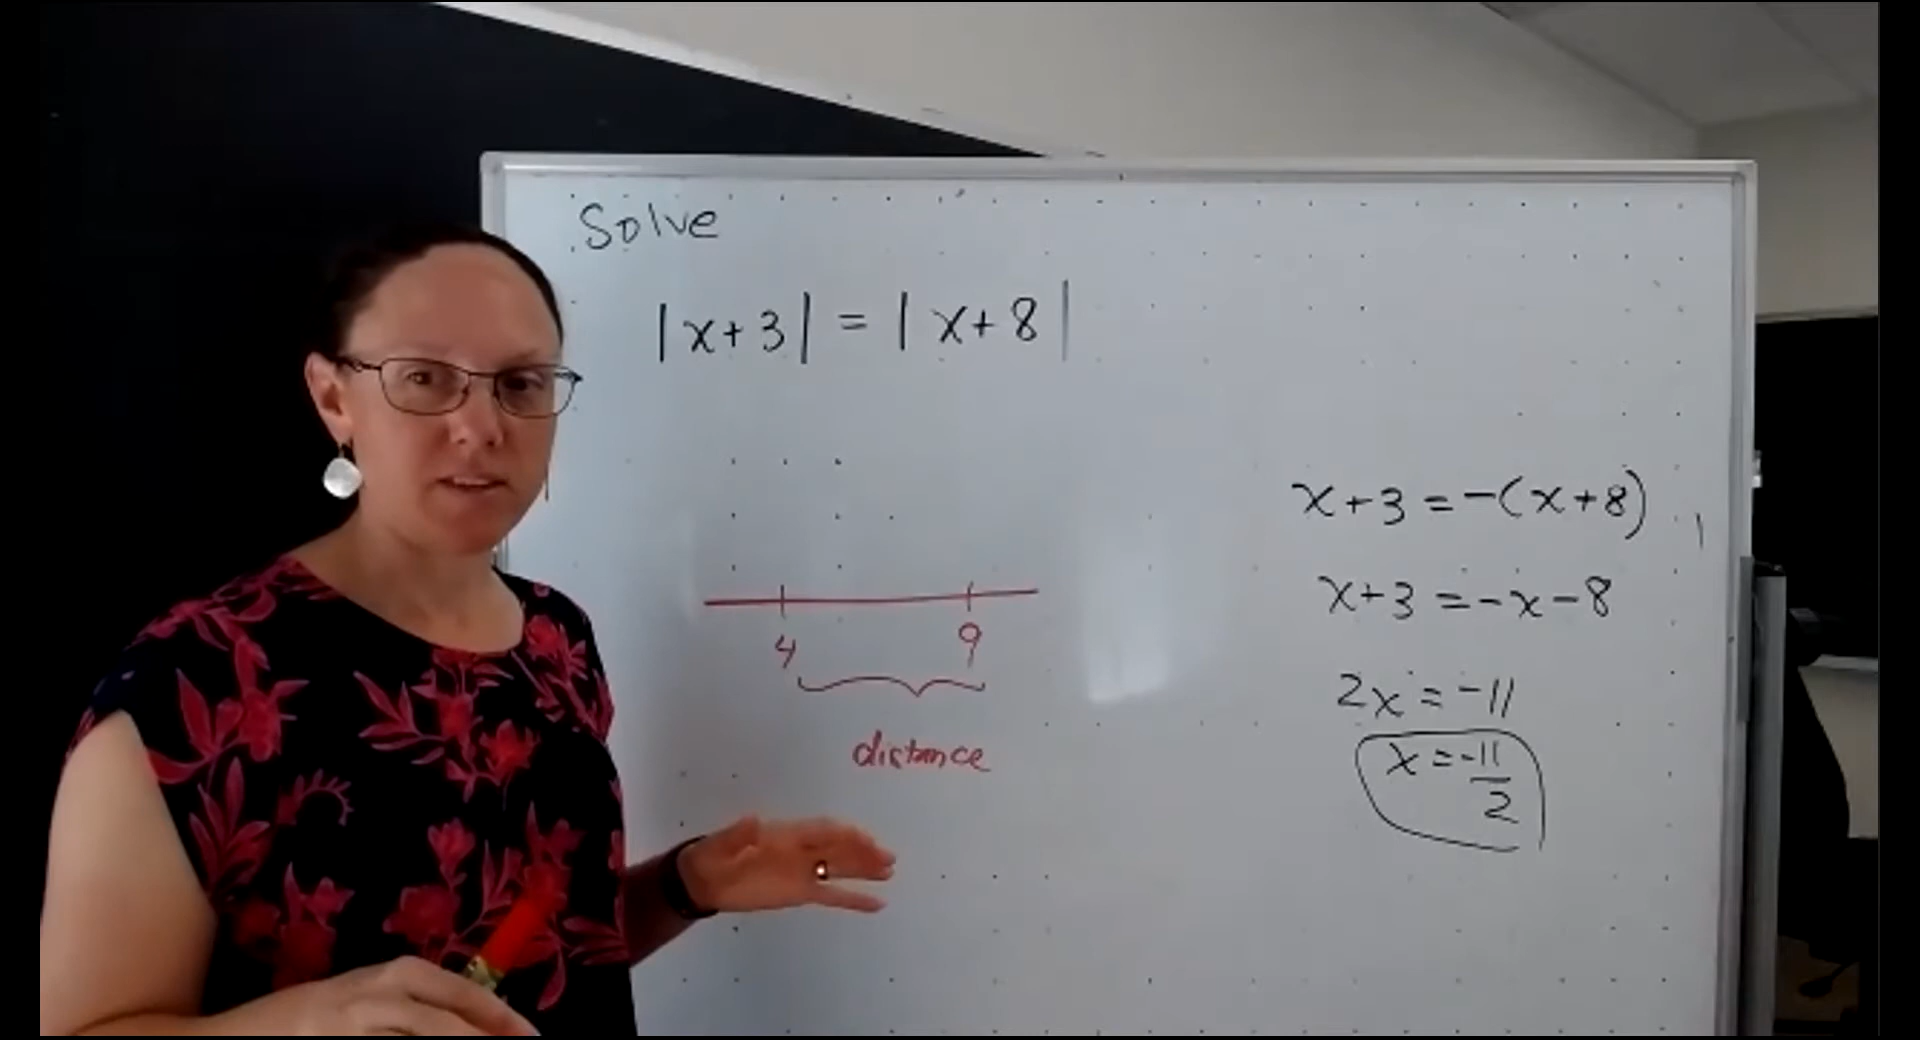 Solve
|x+3| = |x+8|
4 9
distance
x+3 = -(x+8)
x+3 = -x-8
2x = -11
x = -11/2